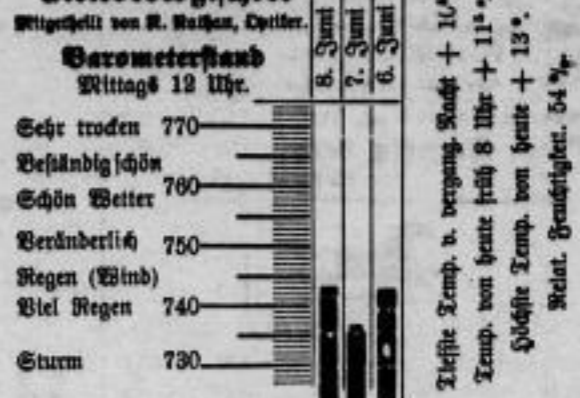 Mitgetheilt von R. Nathan, Optiker.
Barometerstand
Mittags 12 Uhr.
8. Juni
7. Juni
6. Juni
Sehr trocken 770
Beständig schön
Schön Wetter 760
Veränderlich 750
Regen (Wind)
Viel Regen 740
Sturm 730
Tiefste Temp. v. vergang. Nacht + 10°
Temp. von heute früh 8 Uhr + 11⁵°
Höchste Temp. von heute + 13°.
Relat. Feuchtigkeit. 54 %.